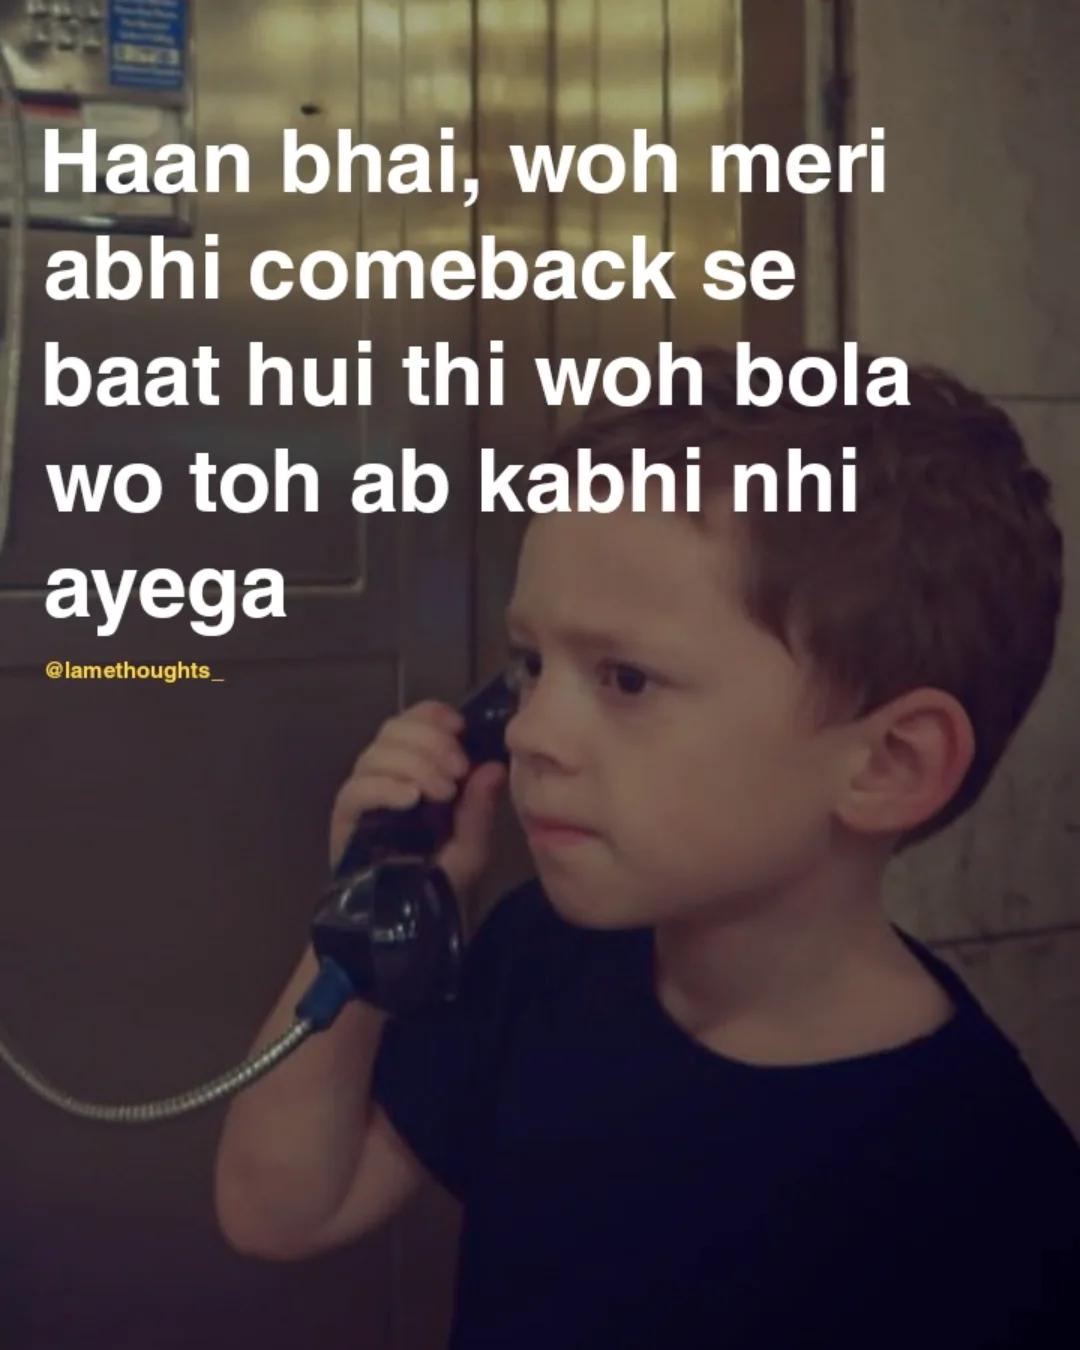 Haan bhai, woh meri
abhi comeback se
baat hui thi woh bola
wo toh ab kabhi nhi
ayega
@lamethoughts_